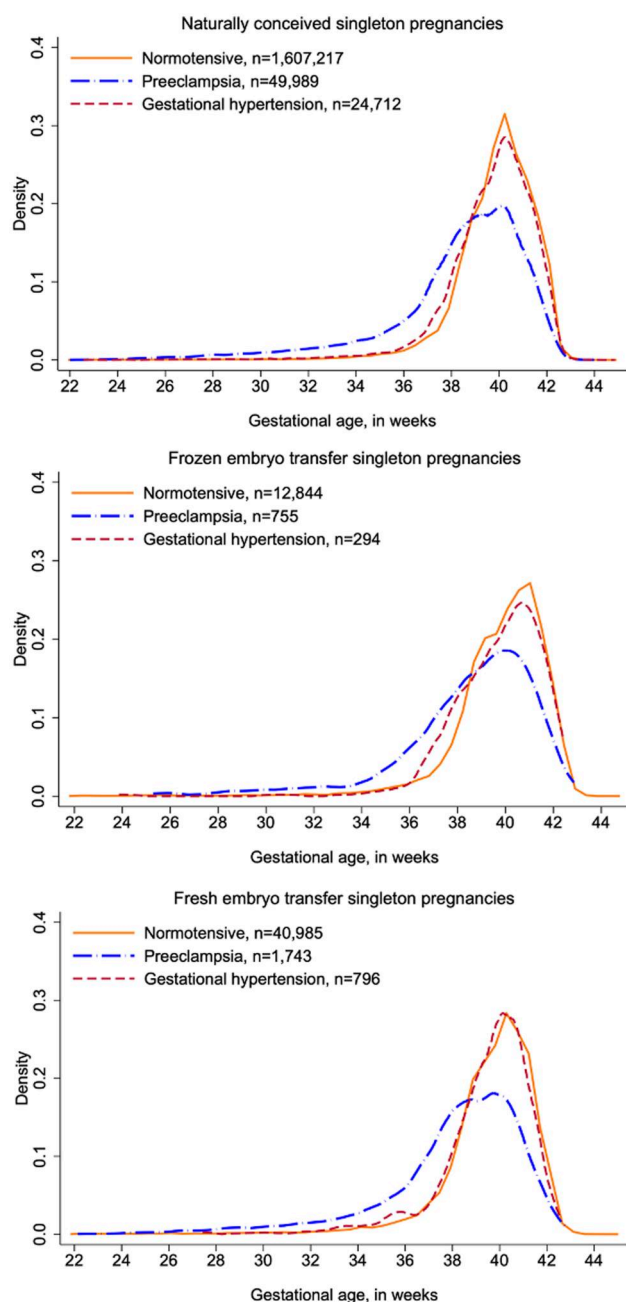 Naturally conceived singleton pregnancies
0.4
Normotensive, n=1,607,217
Preeclampsia, n=49,989
Gestational hypertension, n=24,712
0.3
Density
0.2
0.1
0.0
22 24 26 28 30 32 34 36 38 40 42 44
Gestational age, in weeks
Frozen embryo transfer singleton pregnancies
0.4
Normotensive, n=12,844
Preeclampsia, n=755
Gestational hypertension, n=294
0.3
Density
0.2
0.1
0.0
22 24 26 28 30 32 34 36 38 40 42 44
Gestational age, in weeks
Fresh embryo transfer singleton pregnancies
0.4
Normotensive, n=40,985
Preeclampsia, n=1,743
Gestational hypertension, n=796
0.3
Density
0.2
0.1
0.0
22 24 26 28 30 32 34 36 38 40 42 44
Gestational age, in weeks